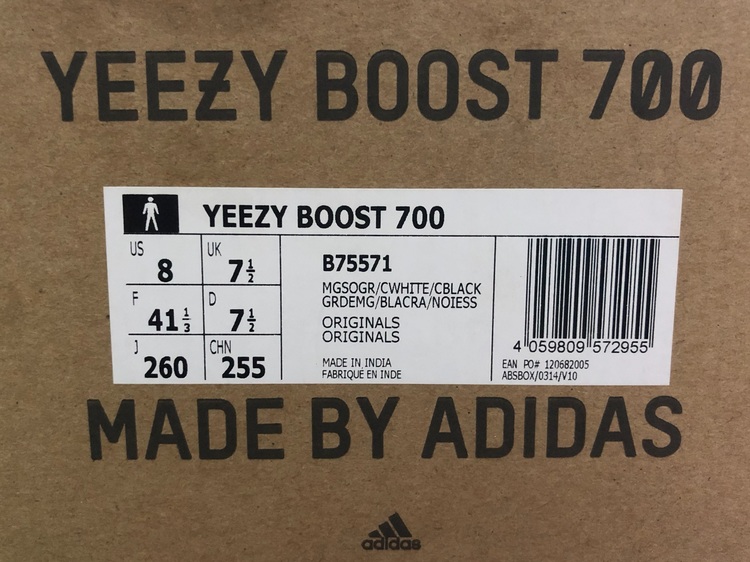 YEEZY BOOST 700
YEEZY BOOST 700
US 8 UK 7 1/2
F 41 1/3 D 7 1/2
J 260 CHN 255
B75571
MGSOGR/CWHITE/CBLACK
GRDEMG/BLACRA/NOIESS
ORIGINALS
ORIGINALS
MADE IN INDIA
FABRIQUE EN INDE
4 059809 572955
EAN PO# 120682005
ABSBOX/0314/V10
MADE BY ADIDAS
adidas